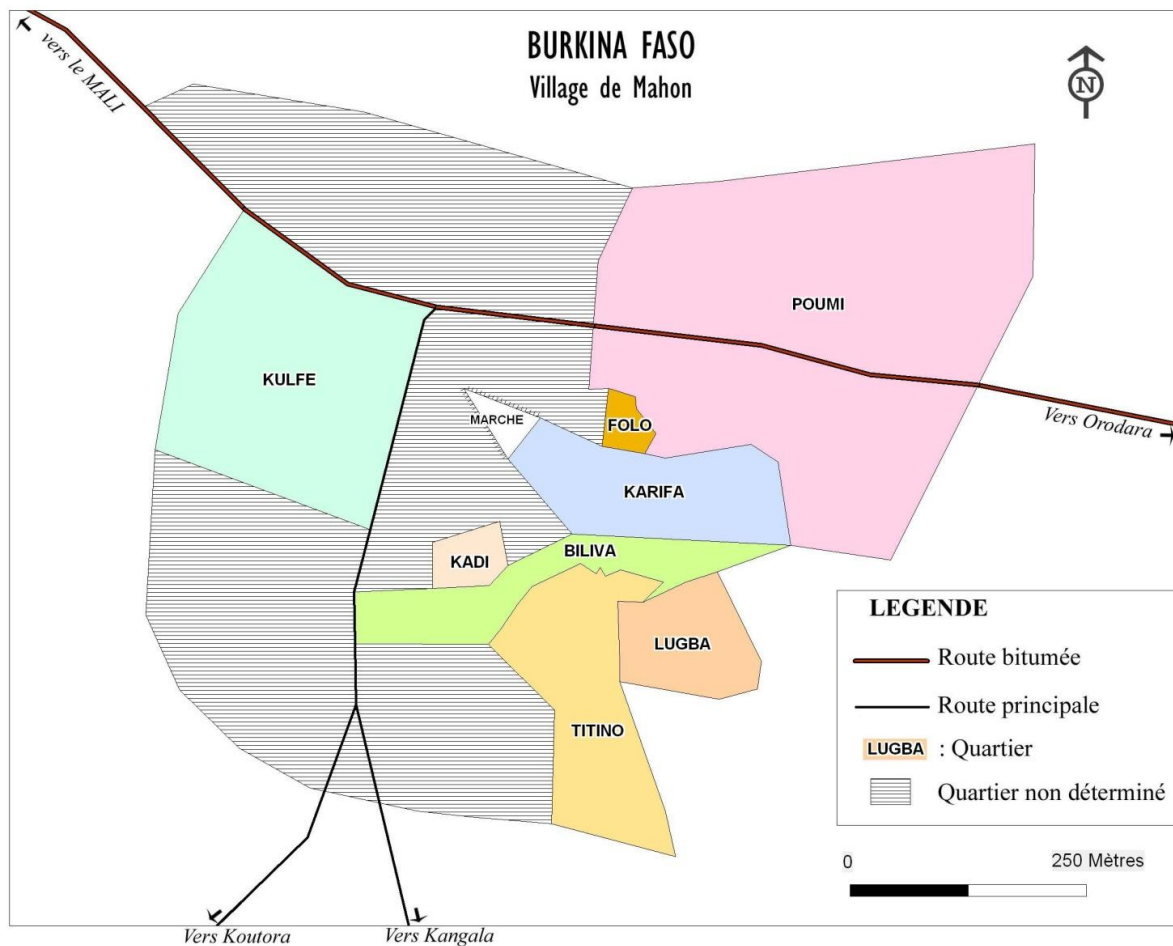 BURKINA FASO
Village de Mahon
N
vers le MALI
POUMI
KULFE
MARCHE
FOLO
Vers Orodara
KARIFA
BILIVA
KADI
LUGBA
TITINO
LEGENDE
Route bitumée
Route principale
LUGBA : Quartier
Quartier non déterminé
0 250 Mètres
Vers Koutora
Vers Kangala